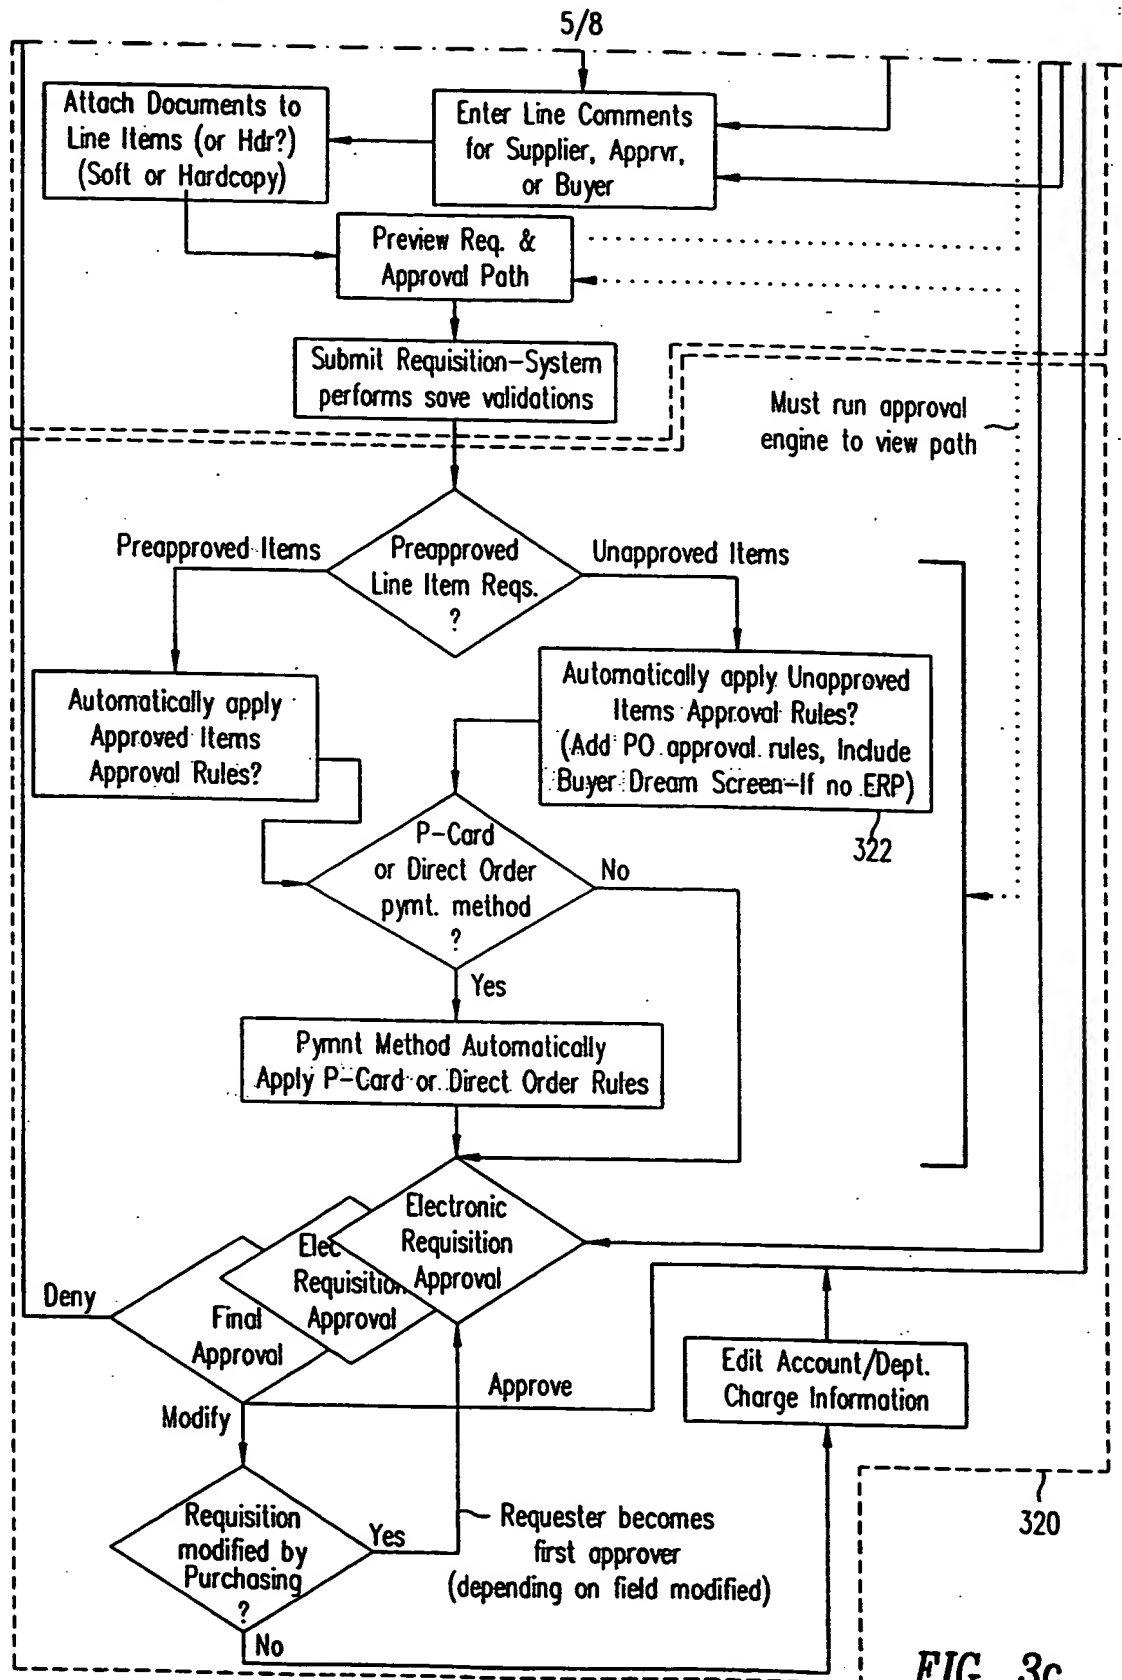 5/8
Attach Documents to
Line Items (or Hdr?)
(Soft or Hardcopy)
Enter Line Comments
for Supplier, Apprvr,
or Buyer
Preview Req. &
Approval Path
Submit Requisition-System
performs save validations
Must run approval
engine to view path
Preapproved Items
Preapproved
Line Item Reqs.
?
Unapproved Items
Automatically apply
Approved Items
Approval Rules?
Automatically apply Unapproved
Items Approval Rules?
(Add PO approval rules, Include
Buyer Dream Screen-If no ERP)
322
P-Card
or Direct Order
pymt. method
?
No
Yes
Pymnt Method Automatically
Apply P-Card or Direct Order Rules
Electronic
Requisition
Approval
Elec
Requisition
Approval
Final
Approval
Deny
Approve
Modify
Edit Account/Dept.
Charge Information
Requisition
modified by
Purchasing
?
Yes
Requester becomes
first approver
(depending on field modified)
No
320
FIG. 3c